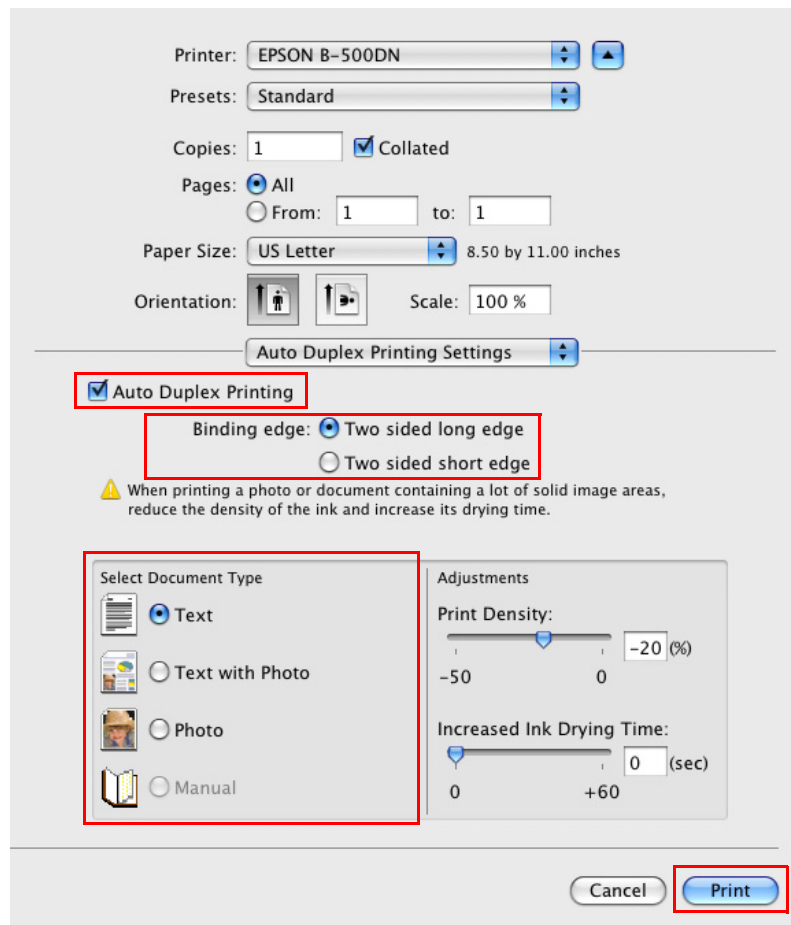 Printer: EPSON B-500DN
Presets: Standard
Copies: 1 Collated
Pages: All
From: 1 to: 1
Paper Size: US Letter 8.50 by 11.00 inches
Orientation: Scale: 100 %
Auto Duplex Printing Settings
Auto Duplex Printing
Binding edge: Two sided long edge
Two sided short edge
When printing a photo or document containing a lot of solid image areas,
reduce the density of the ink and increase its drying time.
Select Document Type
Text
Text with Photo
Photo
Manual
Adjustments
Print Density:
-20 (%)
-50 0
Increased Ink Drying Time:
0 (sec)
0 +60
Cancel Print